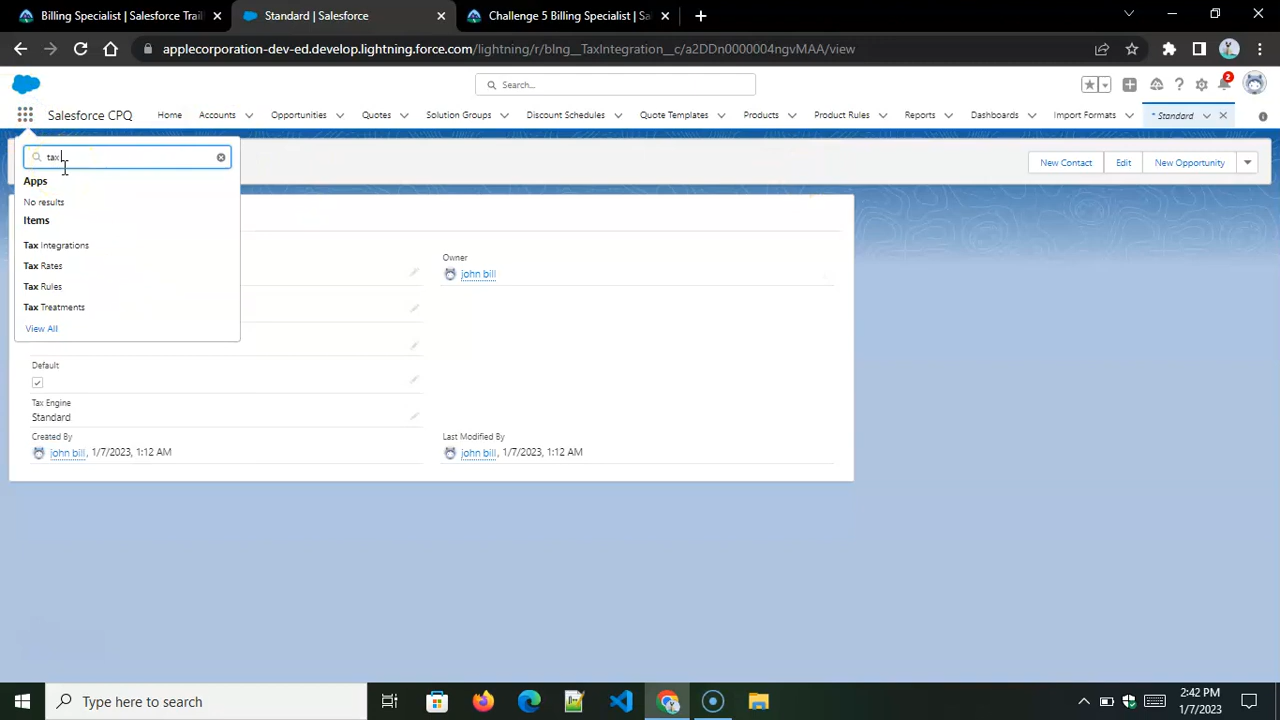 Billing Specialist | Salesforce Trail
Standard | Salesforce
Challenge 5 Billing Specialist | Sa
applecorporation-dev-ed.develop.lightning.force.com/lightning/r/blng__TaxIntegration__c/a2DDn0000004ngvMAA/view
Search...
2
Salesforce CPQ Home Accounts Opportunities Quotes Solution Groups Discount Schedules Quote Templates Products Product Rules Reports Dashboards Import Formats * Standard
tax
New Contact Edit New Opportunity
Apps
No results
Items
Tax Integrations
Tax Rates
Tax Rules
Tax Treatments
View All
Owner
john bill
Default
Tax Engine
Standard
Created By
john bill, 1/7/2023, 1:12 AM
Last Modified By
john bill, 1/7/2023, 1:12 AM
Type here to search
2:42 PM
1/7/2023